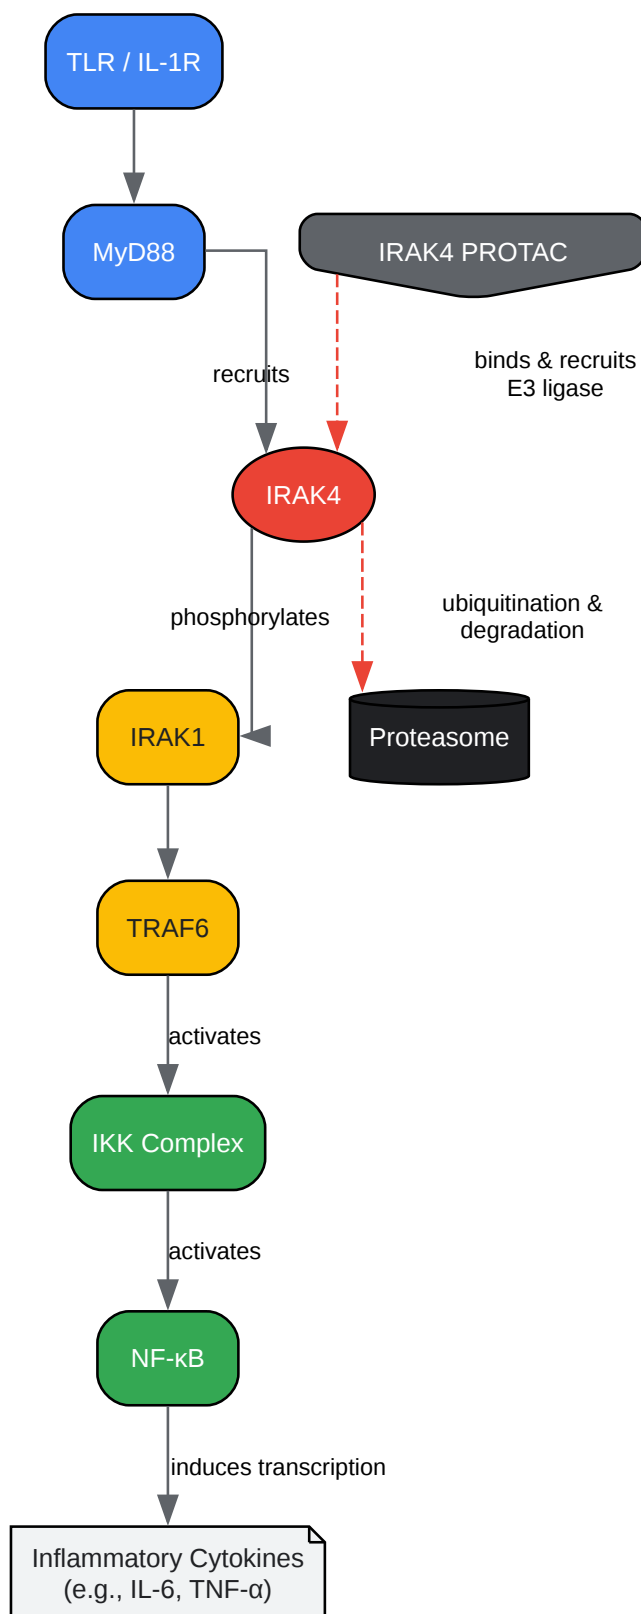 TLR / IL-1R
MyD88
IRAK4 PROTAC
recruits
binds & recruits
E3 ligase
IRAK4
phosphorylates
ubiquitination &
degradation
IRAK1
Proteasome
TRAF6
activates
IKK Complex
activates
NF-κB
induces transcription
Inflammatory Cytokines
(e.g., IL-6, TNF-α)